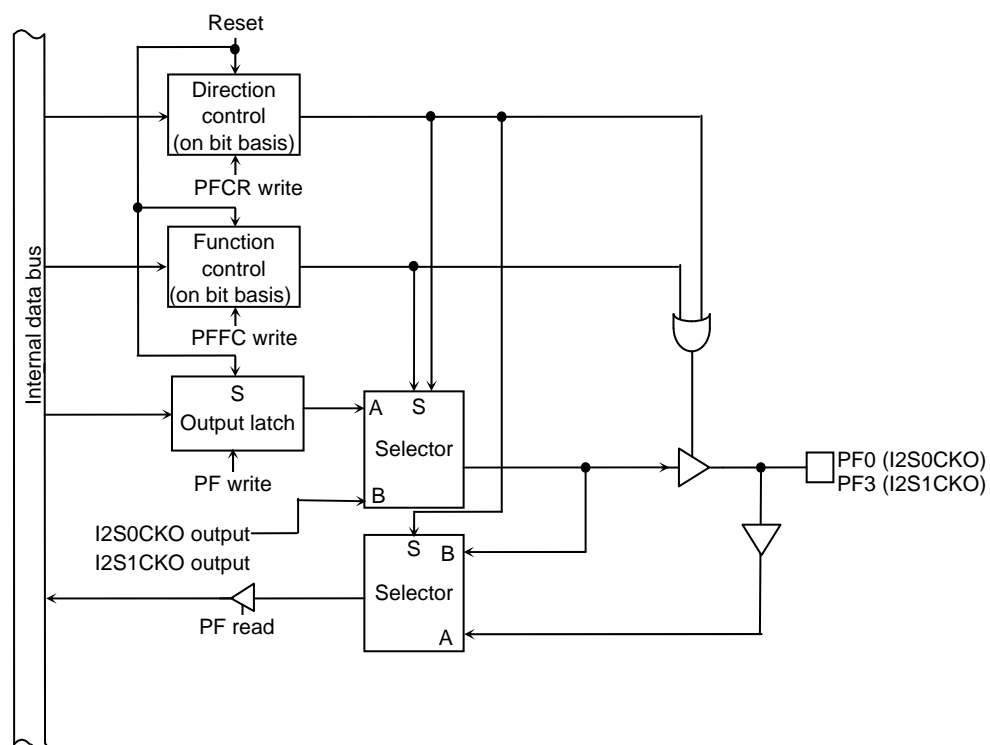 Reset
Direction
control
(on bit basis)
PFCR write
Internal data bus
Function
control
(on bit basis)
PFFC write
S
Output latch
PF write
A
S
Selector
B
PF0 (I2S0CKO)
PF3 (I2S1CKO)
I2S0CKO output
I2S1CKO output
S
B
Selector
A
PF read